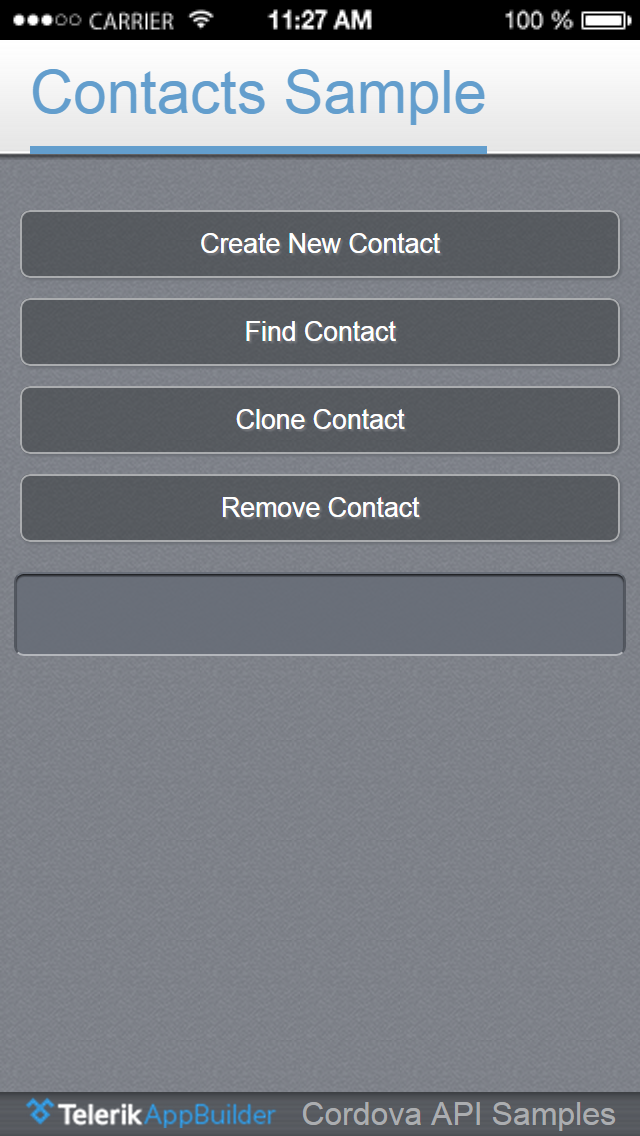 CARRIER 11:27 AM 100 %
Contacts Sample
Create New Contact
Find Contact
Clone Contact
Remove Contact
Telerik AppBuilder Cordova API Samples